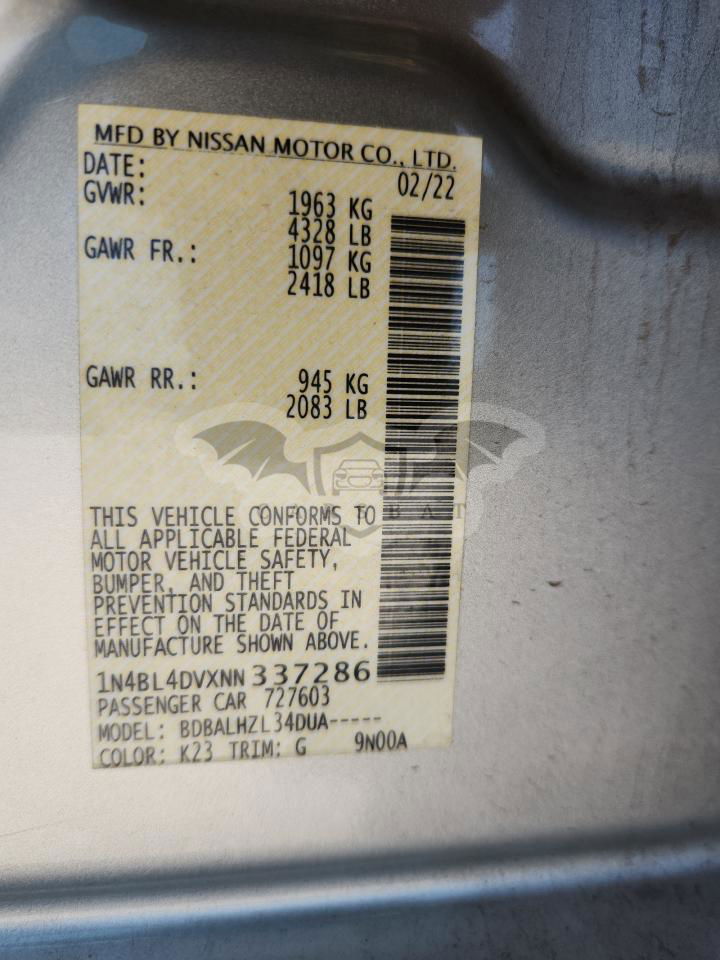 MFD BY NISSAN MOTOR CO., LTD.
DATE: 02/22
GVWR: 1963 KG
4328 LB
GAWR FR.: 1097 KG
2418 LB
GAWR RR.: 945 KG
2083 LB
THIS VEHICLE CONFORMS TO
ALL APPLICABLE FEDERAL
MOTOR VEHICLE SAFETY,
BUMPER, AND THEFT
PREVENTION STANDARDS IN
EFFECT ON THE DATE OF
MANUFACTURE SHOWN ABOVE.
1N4BL4DVXNN337286
PASSENGER CAR 727603
MODEL: BDBALHZL34DUA-----
COLOR: K23 TRIM: G 9N00A